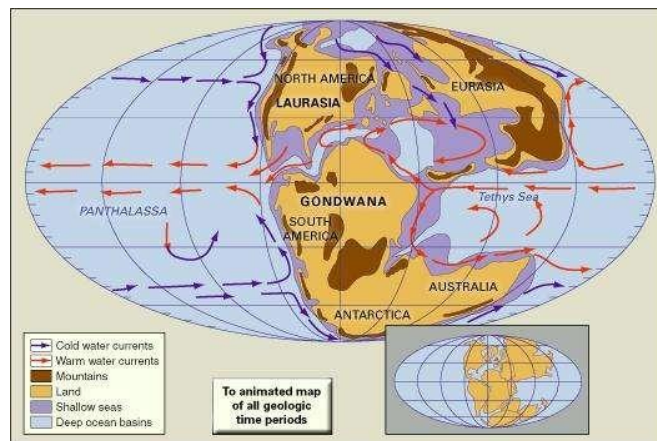 NORTH AMERICA
LAURASIA
EURASIA
GONDWANA
Tethys Sea
PANTHALASSA
SOUTH
AMERICA
AUSTRALIA
ANTARCTICA
Cold water currents
Warm water currents
Mountains
Land
Shallow seas
Deep ocean basins
To animated map
of all geologic
time periods